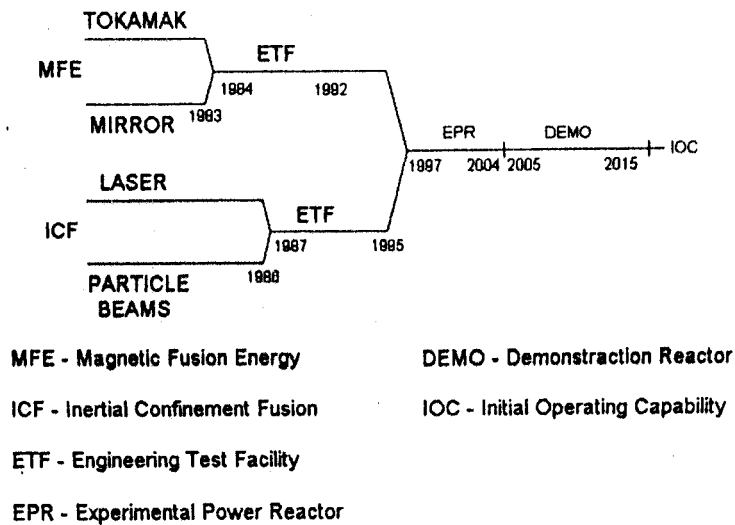 TOKAMAK
MFE
ETF
1984 1992
1983
MIRROR
EPR DEMO
IOC
1997 2004 2005 2015
LASER
ICF
ETF
1987 1995
1986
PARTICLE
BEAMS
MFE - Magnetic Fusion Energy
DEMO - Demonstraction Reactor
ICF - Inertial Confinement Fusion
IOC - Initial Operating Capability
ETF - Engineering Test Facility
EPR - Experimental Power Reactor